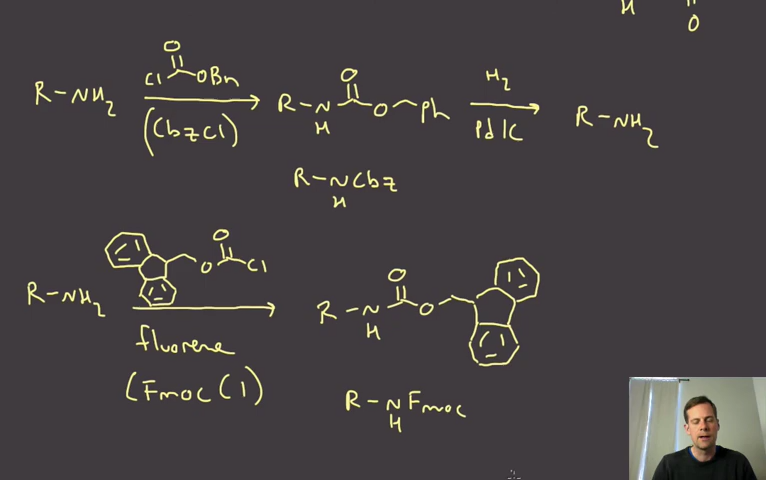 H
O
O
Cl OBn
R-NH2
(CbzCl)
O
R-N O Ph
H
H2
Pd/C
R-NH2
R-NCbz
H
O
O Cl
R-NH2
fluorene
(FmocCl)
O
R-N O
H
R-NFmoc
H